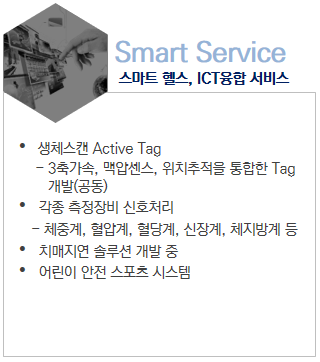 Smart Service
스마트 헬스, ICT융합 서비스
• 생체스캔 Active Tag
– 3축가속, 맥압센스, 위치추적을 통합한 Tag
개발(공동)
• 각종 측정장비 신호처리
– 체중계, 혈압계, 혈당계, 신장계, 체지방계 등
• 치매지연 솔루션 개발 중
• 어린이 안전 스포츠 시스템